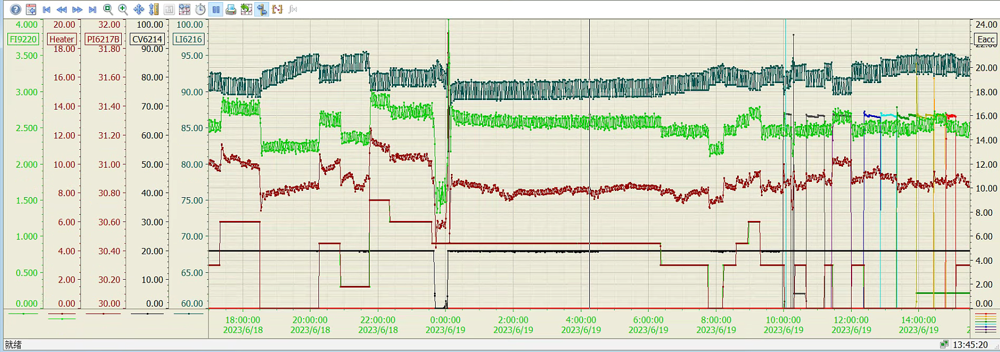 4.000 20.00 32.00 100.00 100.00 24.00
FI9220 Heater PI6217B CV6214 LI6216 Eacc
18.00 31.80 90.00
3.500 95.00
16.00 31.60 80.00 20.00
3.000 90.00 18.00
14.00 31.40 70.00
2.500 85.00 16.00
12.00 31.20 60.00 14.00
2.000 10.00 31.00 50.00 80.00 12.00
1.500 8.00 30.80 40.00 75.00 10.00
6.00 30.60 30.00 8.00
1.000 70.00 6.00
4.00 30.40 20.00 4.00
0.500 2.00 30.20 10.00 65.00 2.00
0.000 0.00 30.00 0.00 60.00 0.00
18:00:00 20:00:00 22:00:00 0:00:00 2:00:00 4:00:00 6:00:00 8:00:00 10:00:00 12:00:00 14:00:00
2023/6/18 2023/6/18 2023/6/18 2023/6/19 2023/6/19 2023/6/19 2023/6/19 2023/6/19 2023/6/19 2023/6/19 2023/6/19 2
就绪 13:45:20